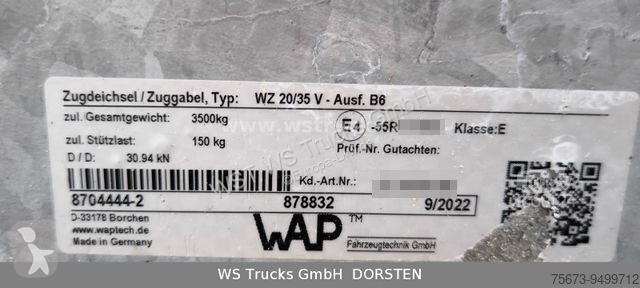 Zugdeichsel / Zuggabel, Typ: WZ 20/35 V - Ausf. B6
zul. Gesamtgewicht: 3500kg
E4 -55R Klasse:E
zul. Stützlast: 150 kg
Prüf.-Nr. Gutachten:
D / D: 30.94 kN
Kd.-Art.Nr.:
8704444-2 878832 9/2022
D-33178 Borchen
www.waptech.de
Made in Germany
WAP™
Fahrzeugtechnik GmbH
WS Trucks GmbH DORSTEN
75673-9499712